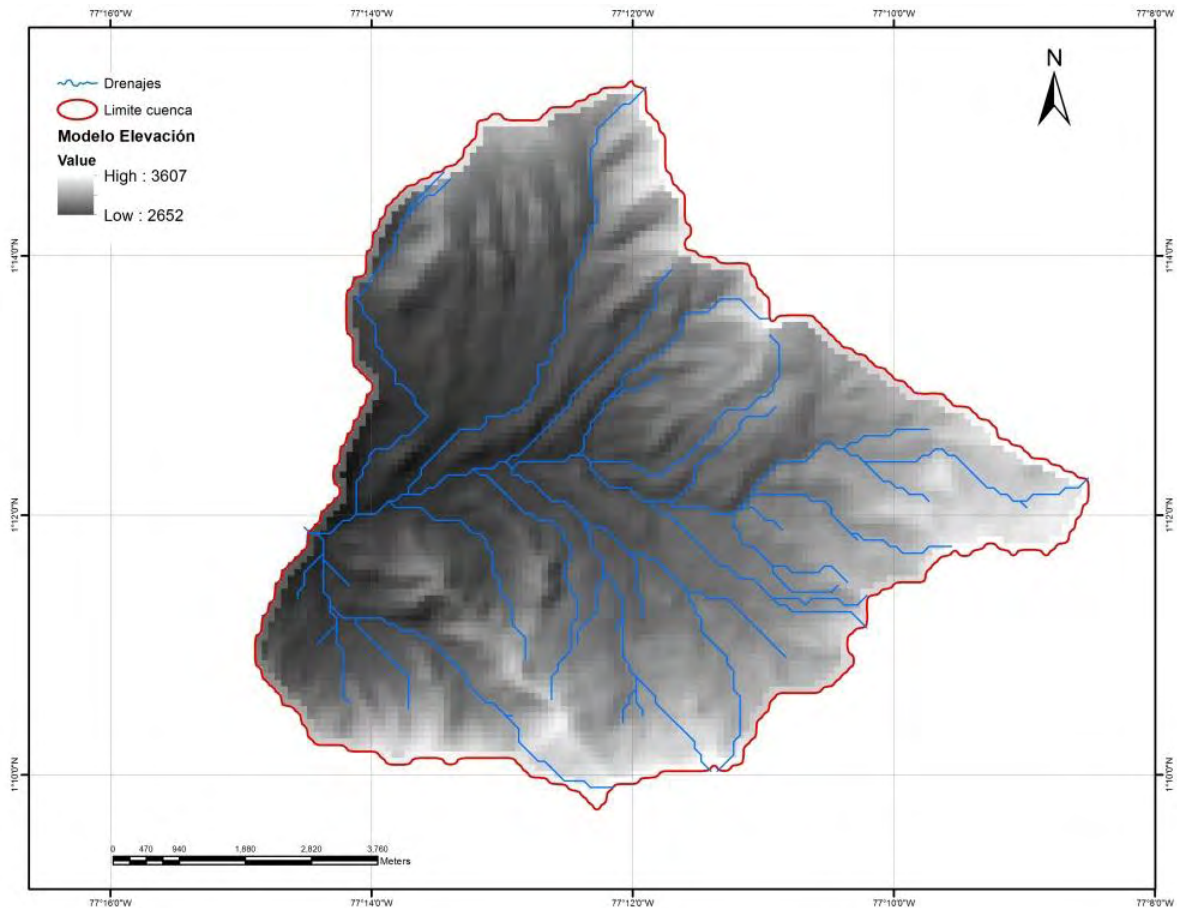 77°16'0"W 77°14'0"W 77°12'0"W 77°10'0"W 77°8'0"W
N
Drenajes
Limite cuenca
Modelo Elevación
Value
High : 3607
Low : 2652
1°14'0"N 1°14'0"N
1°12'0"N 1°12'0"N
1°10'0"N 1°10'0"N
0 470 940 1,880 2,820 3,760
Meters
77°16'0"W 77°14'0"W 77°12'0"W 77°10'0"W 77°8'0"W